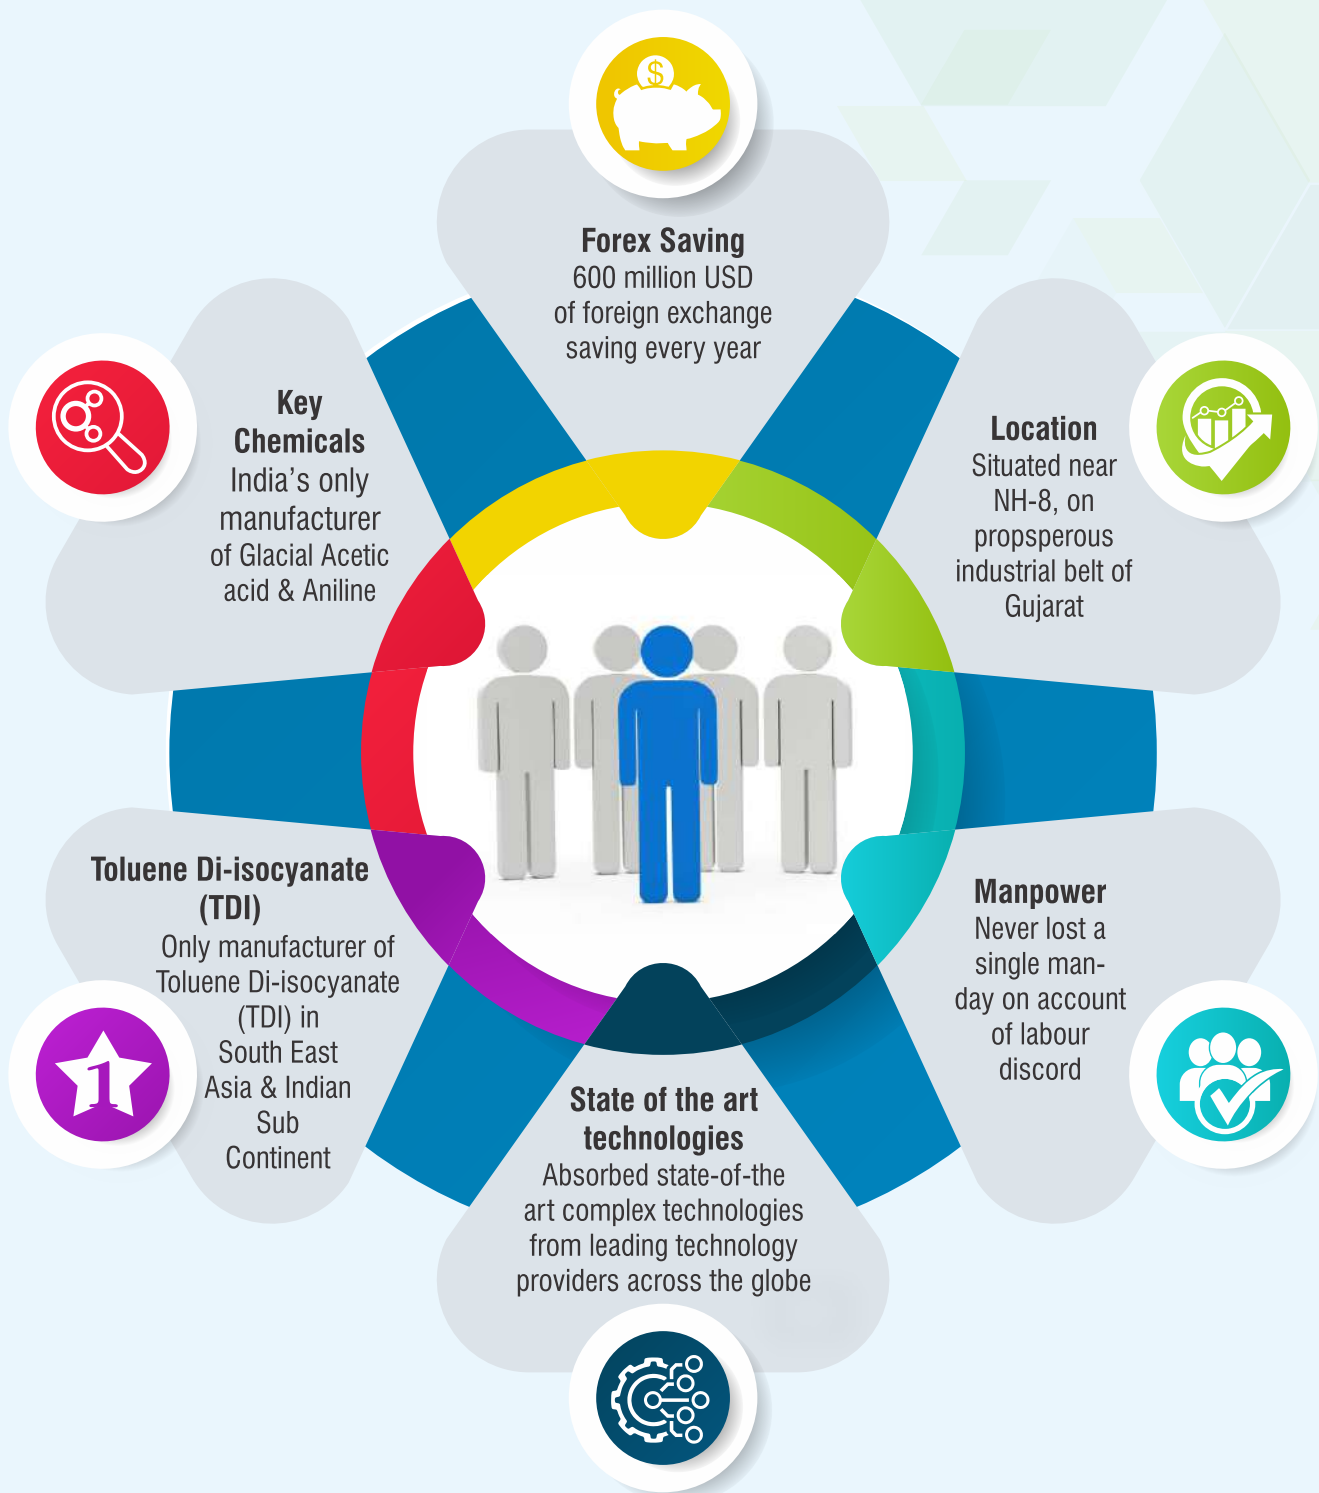 $
Forex Saving
600 million USD
of foreign exchange
saving every year
Key
Chemicals
India’s only
manufacturer
of Glacial Acetic
acid & Aniline
Location
Situated near
NH-8, on
propsperous
industrial belt of
Gujarat
Toluene Di-isocyanate
(TDI)
Only manufacturer of
Toluene Di-isocyanate
(TDI) in
South East
Asia & Indian
Sub
Continent
1
Manpower
Never lost a
single man-
day on account
of labour
discord
State of the art
technologies
Absorbed state-of-the
art complex technologies
from leading technology
providers across the globe